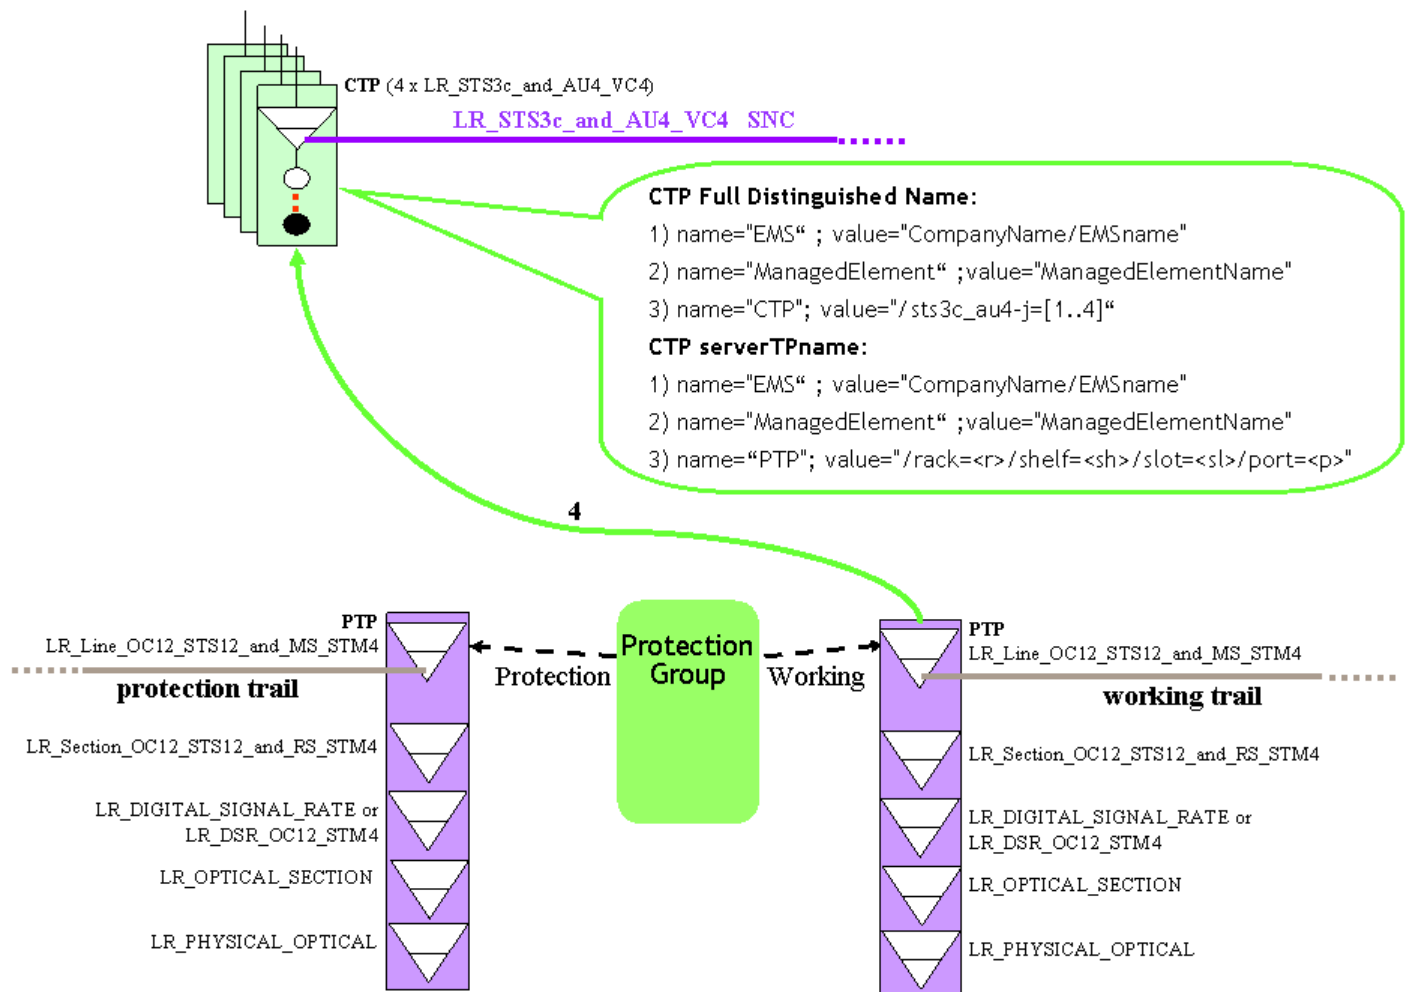 CTP (4 x LR_STS3c_and_AU4_VC4)
LR_STS3c_and_AU4_VC4 SNC
CTP Full Distinguished Name:
1) name="EMS“ ; value="CompanyName/EMSname"
2) name="ManagedElement“ ;value="ManagedElementName"
3) name="CTP"; value="/sts3c_au4-j=[1..4]“
CTP serverTPname:
1) name="EMS“ ; value="CompanyName/EMSname"
2) name="ManagedElement“ ;value="ManagedElementName"
3) name=“PTP"; value="/rack=<r>/shelf=<sh>/slot=<sl>/port=<p>"
4
PTP
LR_Line_OC12_STS12_and_MS_STM4
protection trail
LR_Section_OC12_STS12_and_RS_STM4
LR_DIGITAL_SIGNAL_RATE or
LR_DSR_OC12_STM4
LR_OPTICAL_SECTION
LR_PHYSICAL_OPTICAL
Protection
Protection
Group
Working
PTP
LR_Line_OC12_STS12_and_MS_STM4
working trail
LR_Section_OC12_STS12_and_RS_STM4
LR_DIGITAL_SIGNAL_RATE or
LR_DSR_OC12_STM4
LR_OPTICAL_SECTION
LR_PHYSICAL_OPTICAL